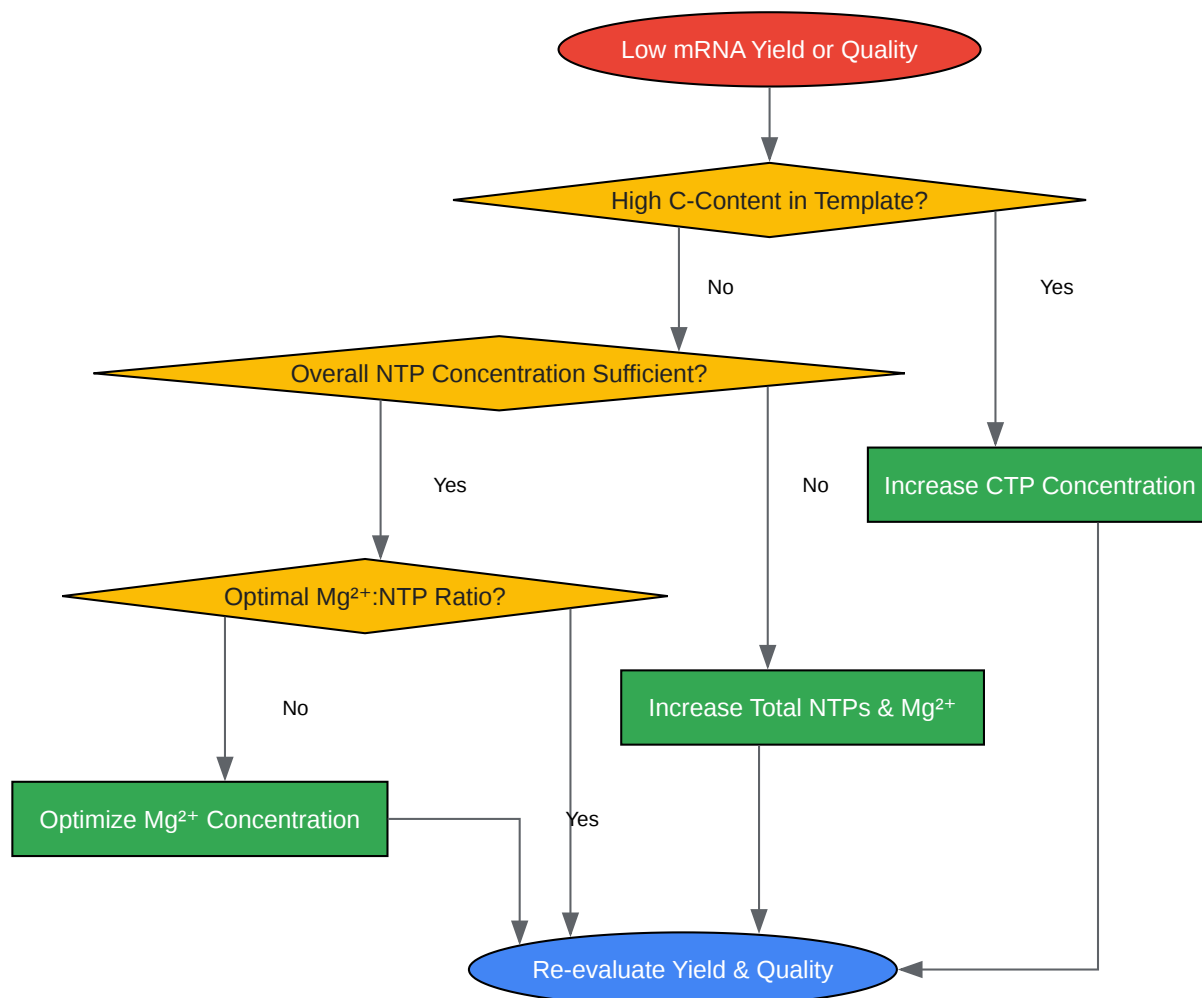 Low mRNA Yield or Quality
High C-Content in Template?
No
Yes
Overall NTP Concentration Sufficient?
Yes
No
Increase CTP Concentration
Optimal Mg²⁺:NTP Ratio?
No
Increase Total NTPs & Mg²⁺
Optimize Mg²⁺ Concentration
Yes
Re-evaluate Yield & Quality